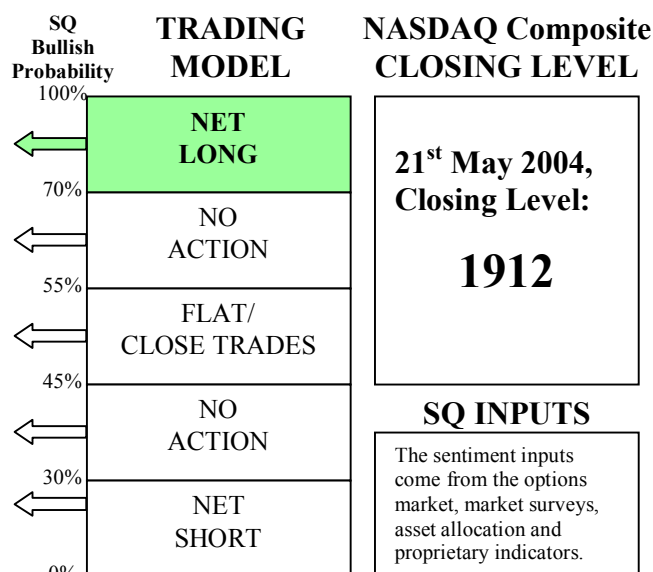 SQ
Bullish
Probability
TRADING
MODEL
100%
NET
LONG
70%
NO
ACTION
55%
FLAT/
CLOSE TRADES
45%
NO
ACTION
30%
NET
SHORT
0%
NASDAQ Composite
CLOSING LEVEL
21st May 2004,
Closing Level:
1912
SQ INPUTS
The sentiment inputs
come from the options
market, market surveys,
asset allocation and
proprietary indicators.